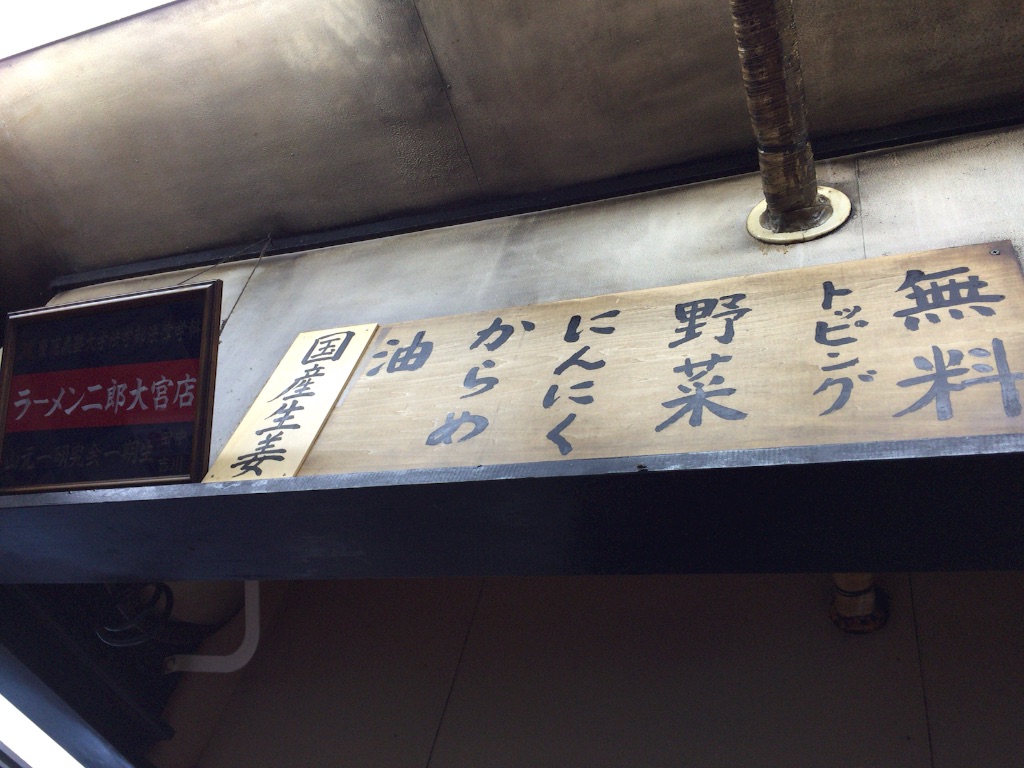 無料
トッピング
野菜
にんにく
からめ
油
国産生姜
ラーメン二郎大宮店